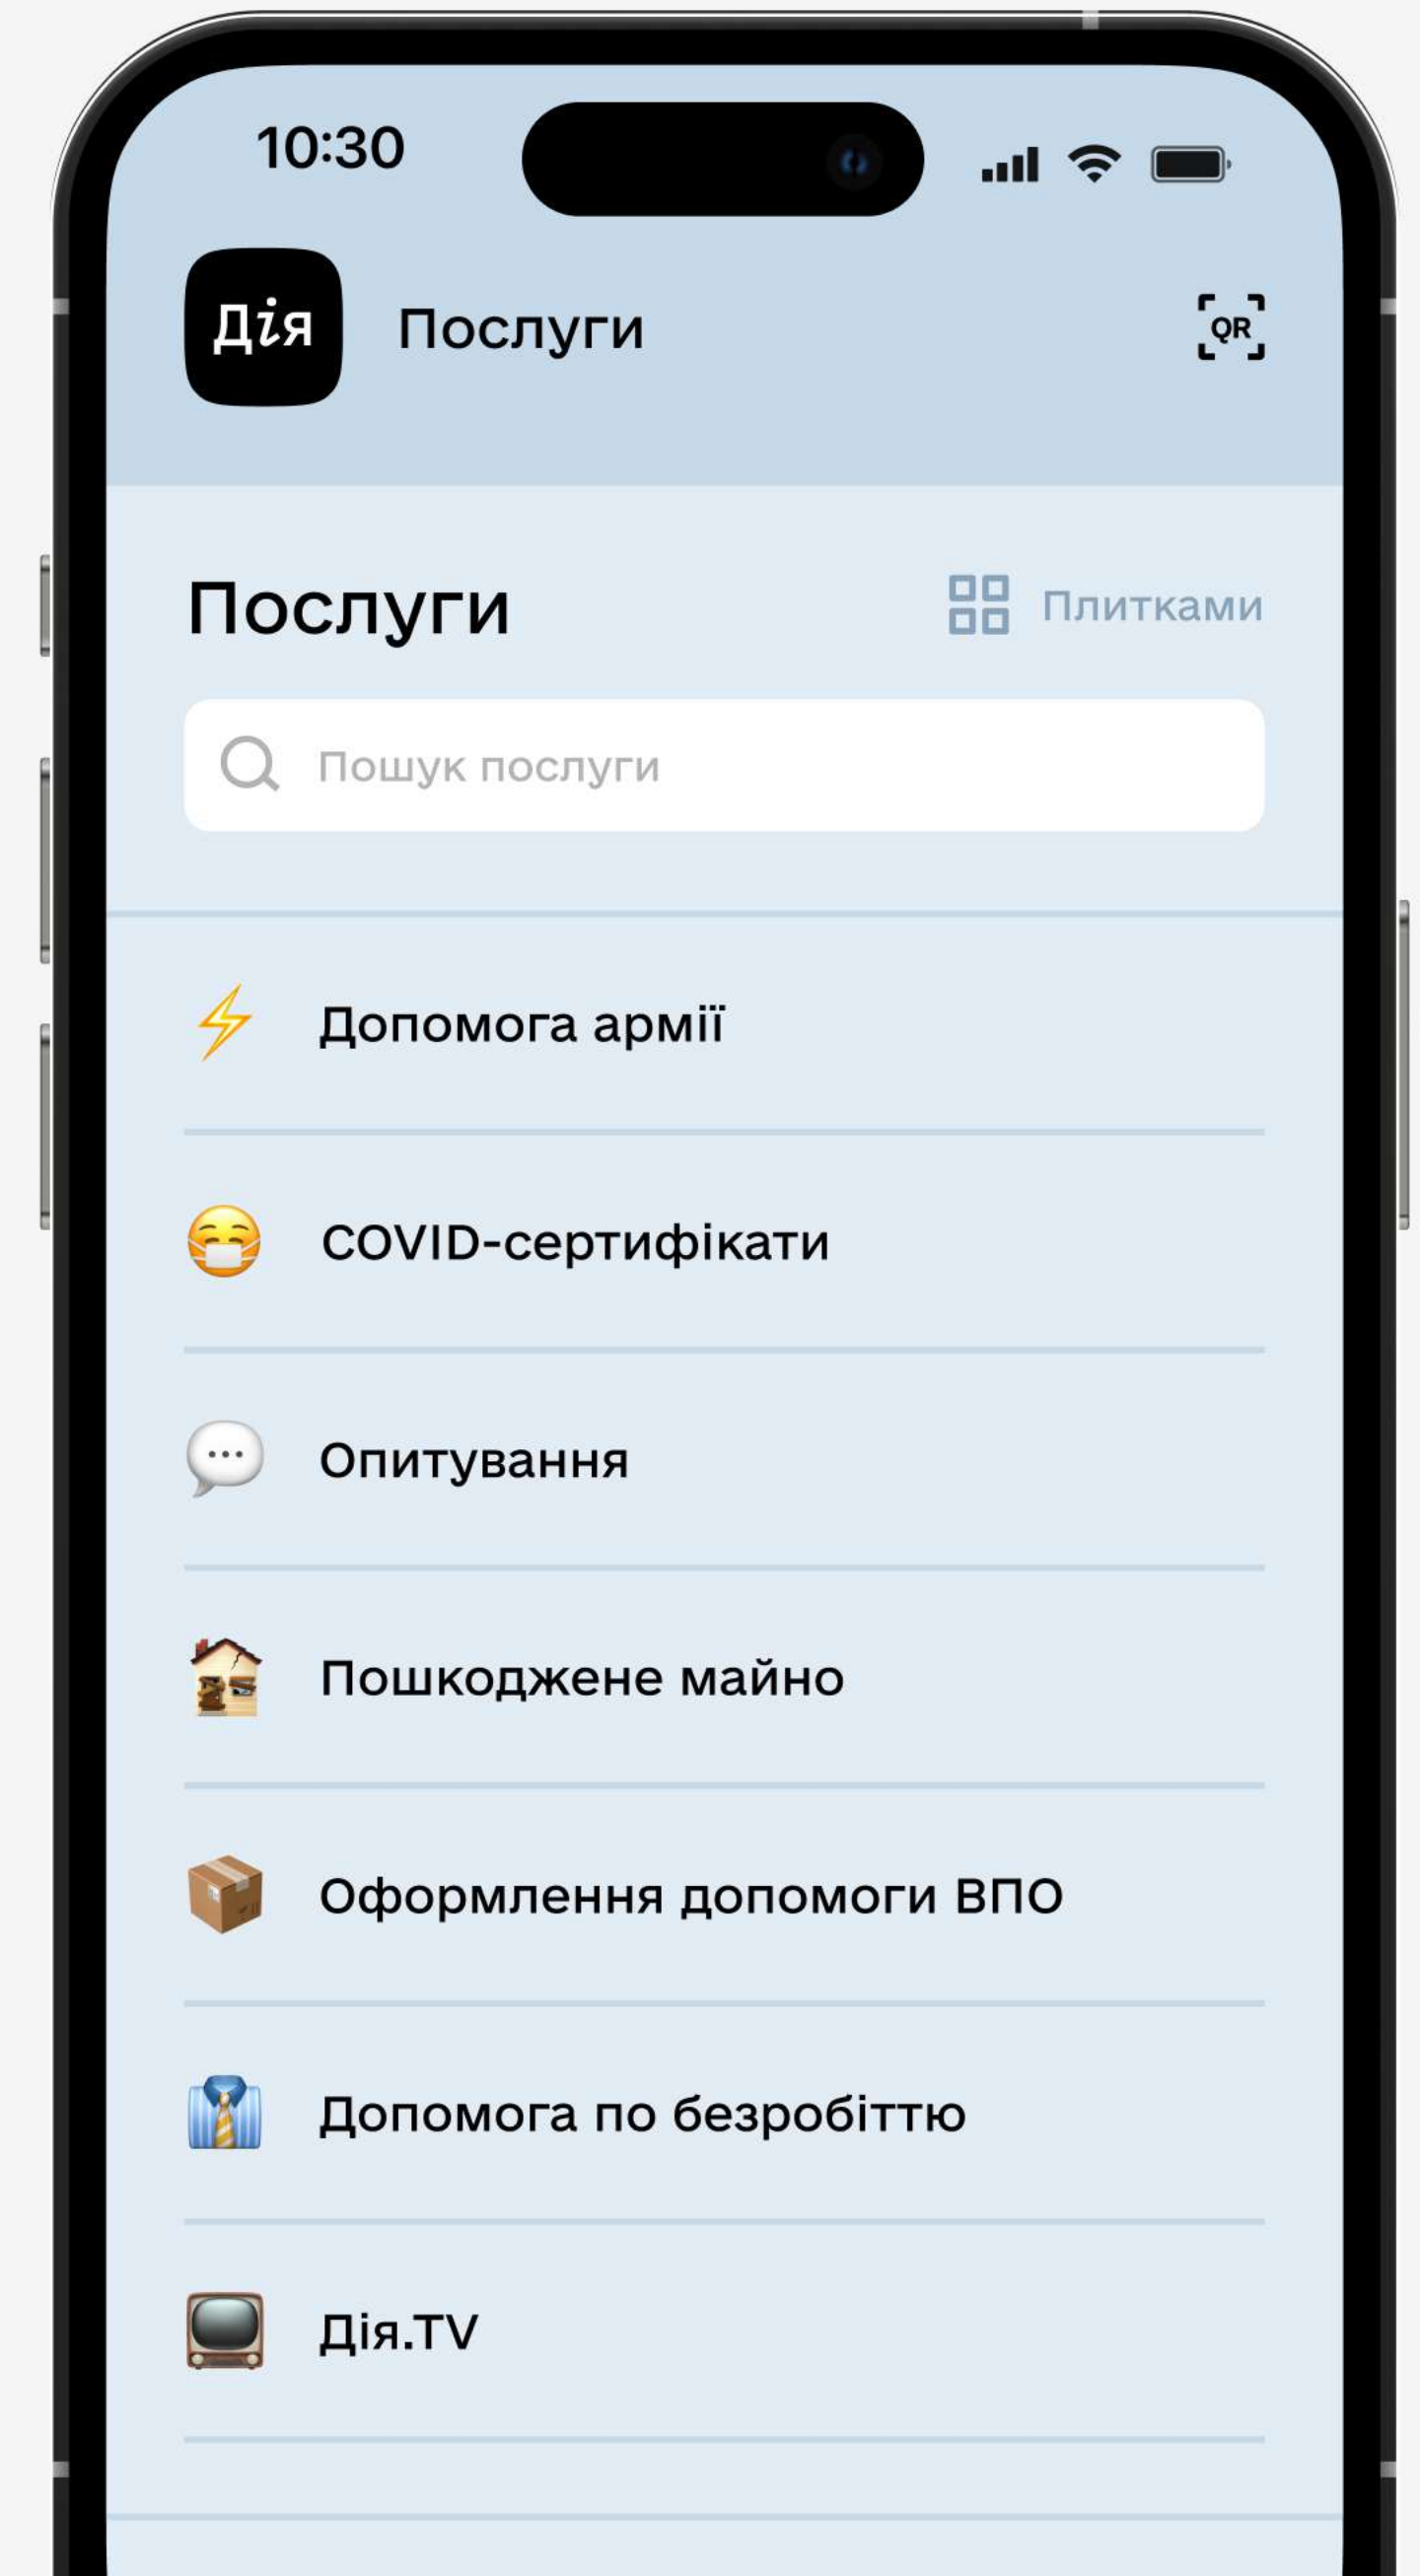 10:30
Дія Послуги
QR
Послуги
Плитками
Пошук послуги
Допомога армії
COVID-сертифікати
Опитування
Пошкоджене майно
Оформлення допомоги ВПО
Допомога по безробіттю
Дія.TV